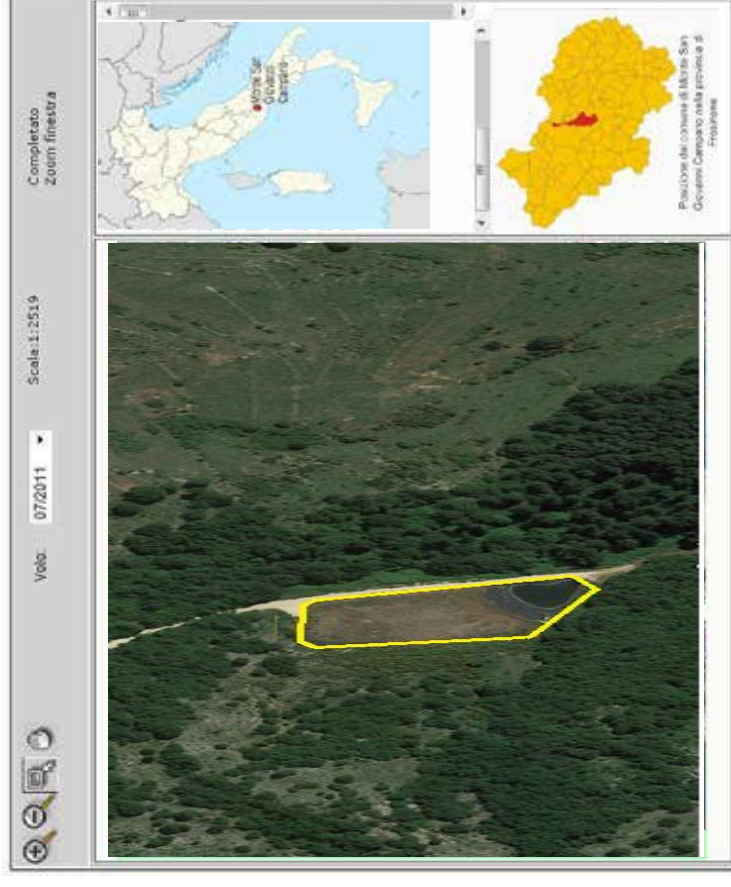 Volo:
07/2011
Scala:1:2519
Completato
Zoom finestra
Monte San
Giovanni
Campano
Posizione del comune di Monte San
Giovanni Campano nella provincia di
Frosinone